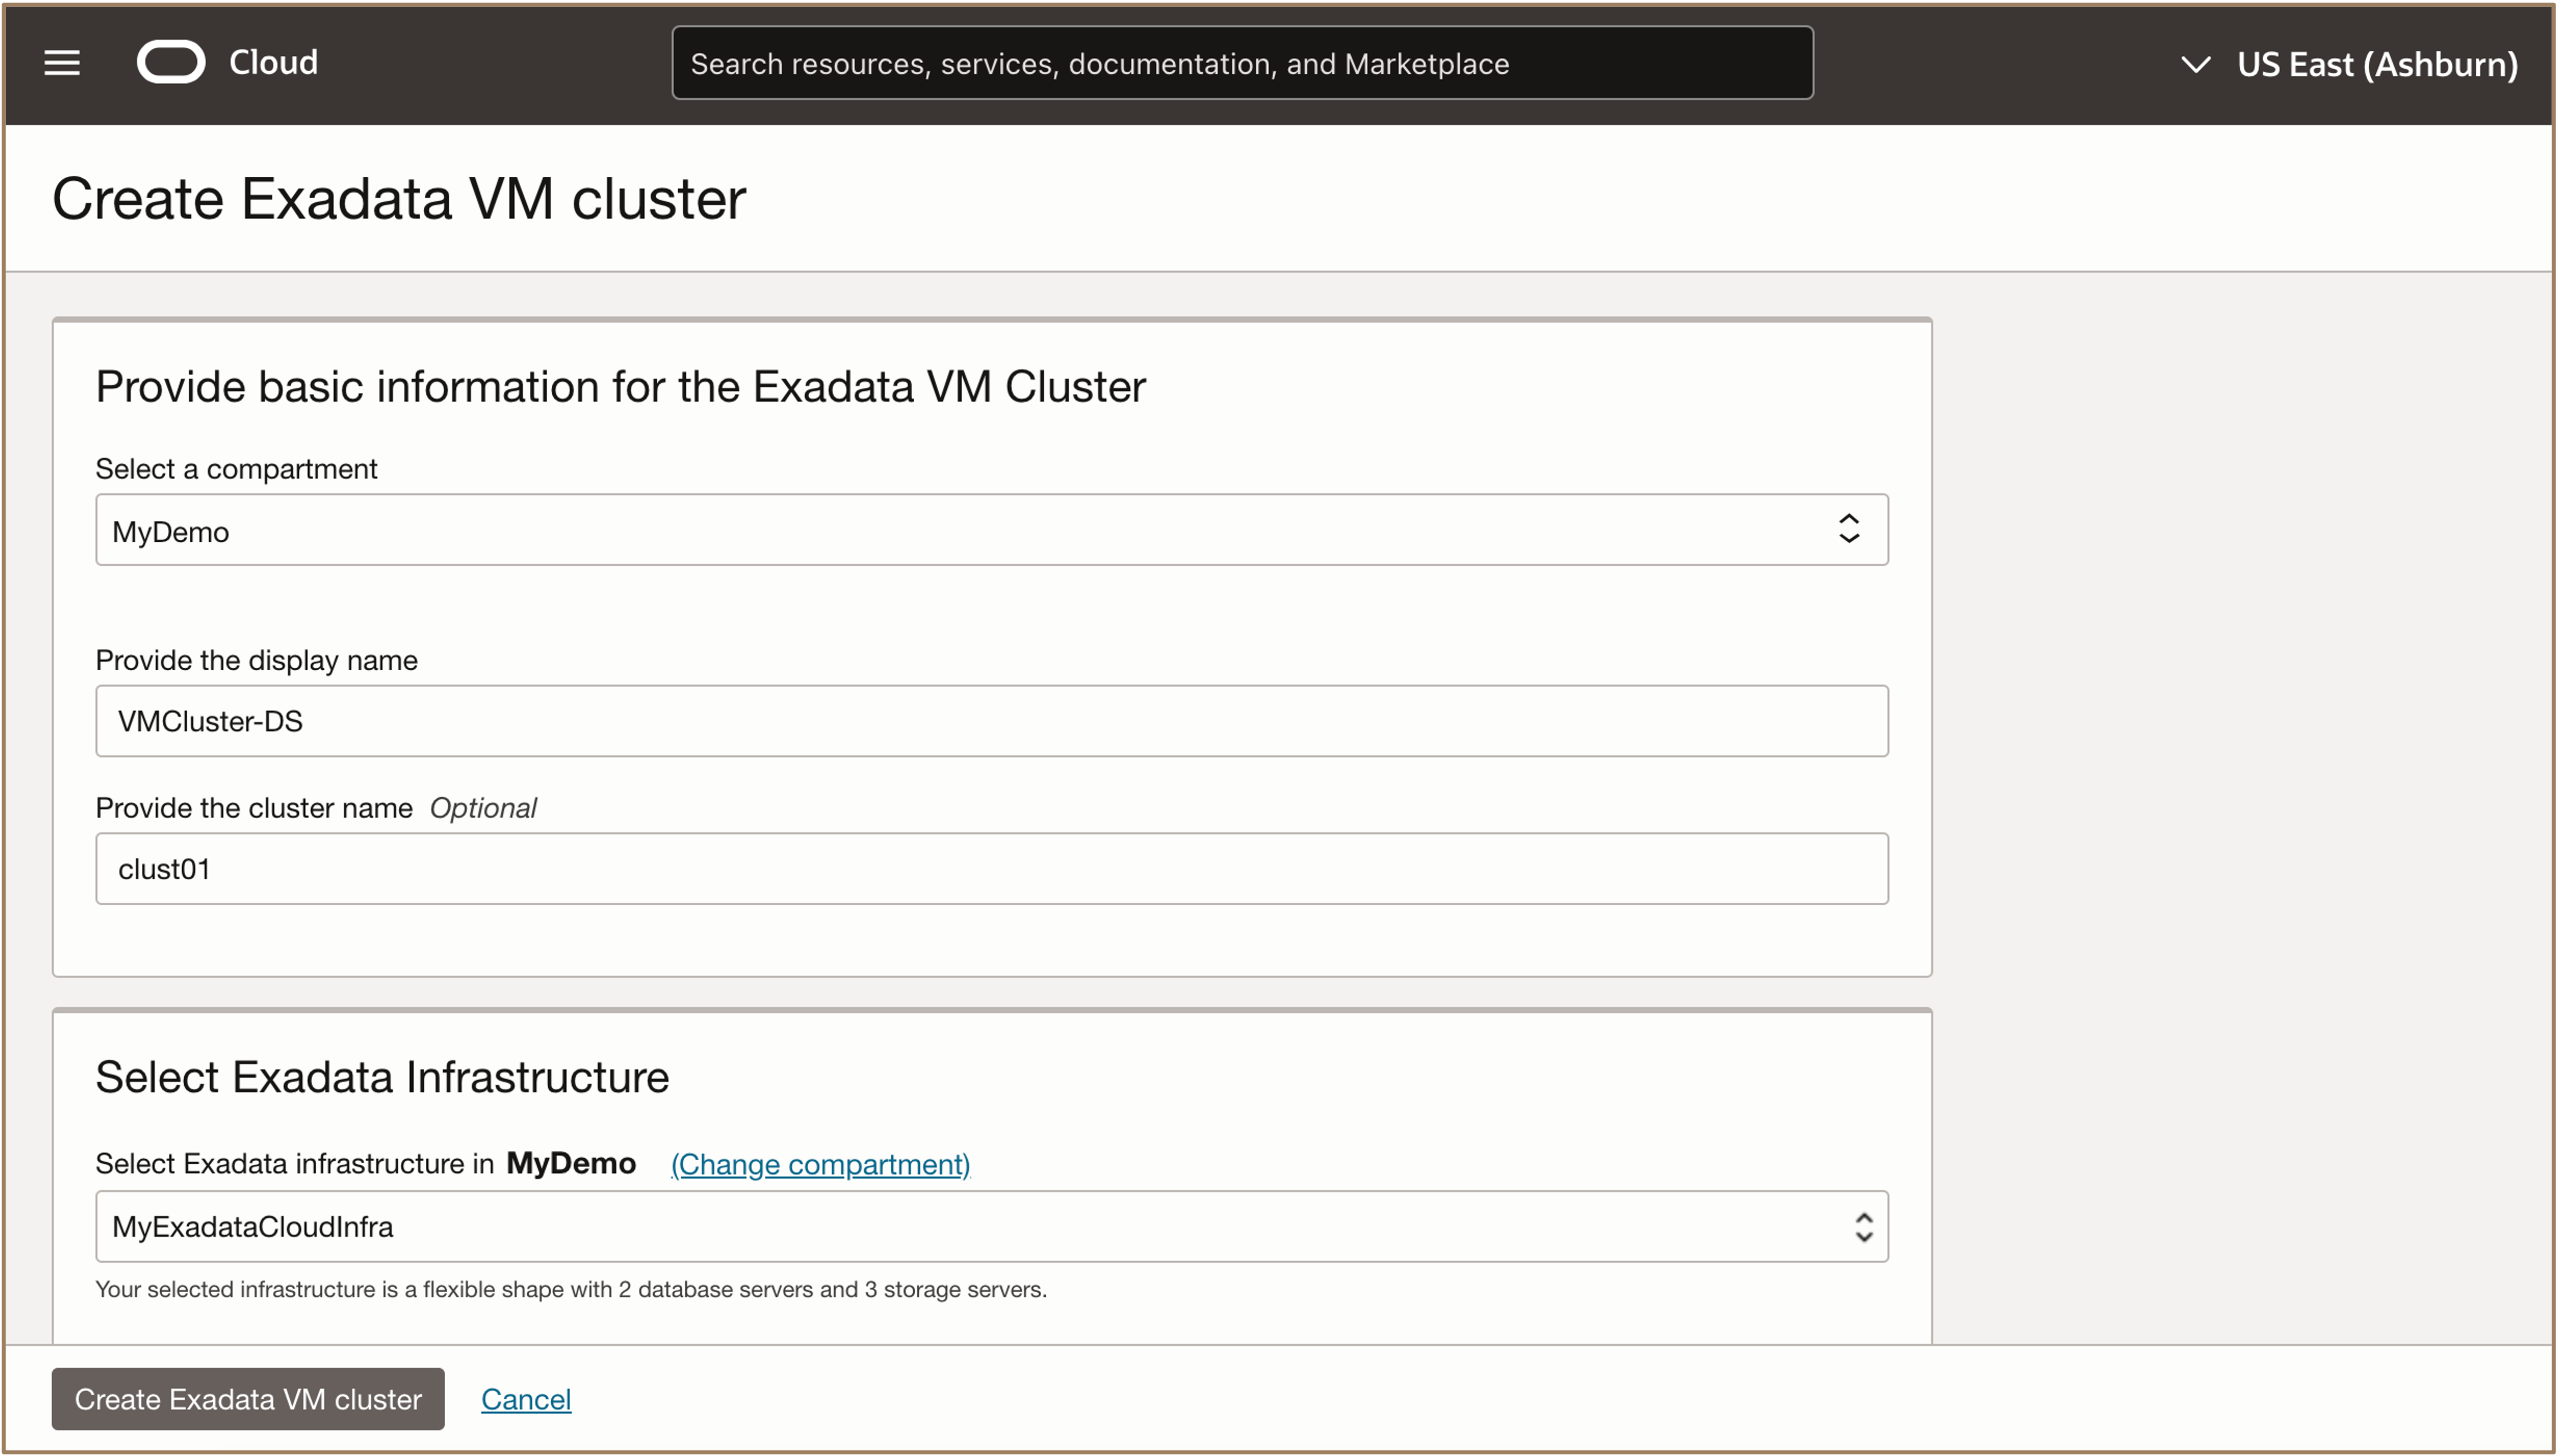 Cloud
Search resources, services, documentation, and Marketplace
US East (Ashburn)
Create Exadata VM cluster
Provide basic information for the Exadata VM Cluster
Select a compartment
MyDemo
Provide the display name
VMCluster-DS
Provide the cluster name Optional
clust01
Select Exadata Infrastructure
Select Exadata infrastructure in MyDemo (Change compartment)
MyExadataCloudInfra
Your selected infrastructure is a flexible shape with 2 database servers and 3 storage servers.
Create Exadata VM cluster Cancel